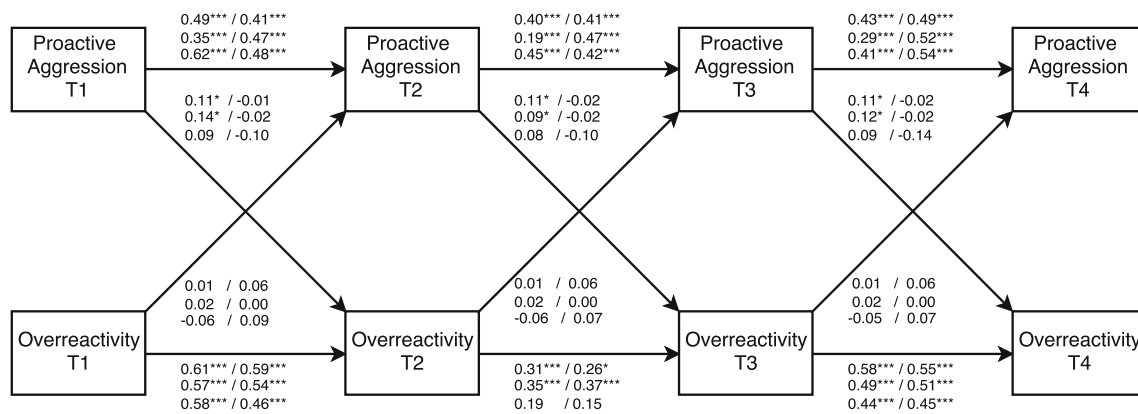 0.49*** / 0.41***
0.35*** / 0.47***
0.62*** / 0.48***
0.40*** / 0.41***
0.19*** / 0.47***
0.45*** / 0.42***
0.43*** / 0.49***
0.29*** / 0.52***
0.41*** / 0.54***
Proactive
Aggression
T1
Proactive
Aggression
T2
Proactive
Aggression
T3
Proactive
Aggression
T4
0.11* / -0.01
0.14* / -0.02
0.09 / -0.10
0.11* / -0.02
0.09* / -0.02
0.08 / -0.10
0.11* / -0.02
0.12* / -0.02
0.09 / -0.14
0.01 / 0.06
0.02 / 0.00
-0.06 / 0.09
0.01 / 0.06
0.02 / 0.00
-0.06 / 0.07
0.01 / 0.06
0.02 / 0.00
-0.05 / 0.07
Overreactivity
T1
Overreactivity
T2
Overreactivity
T3
Overreactivity
T4
0.61*** / 0.59***
0.57*** / 0.54***
0.58*** / 0.46***
0.31*** / 0.26*
0.35*** / 0.37***
0.19 / 0.15
0.58*** / 0.55***
0.49*** / 0.51***
0.44*** / 0.45***